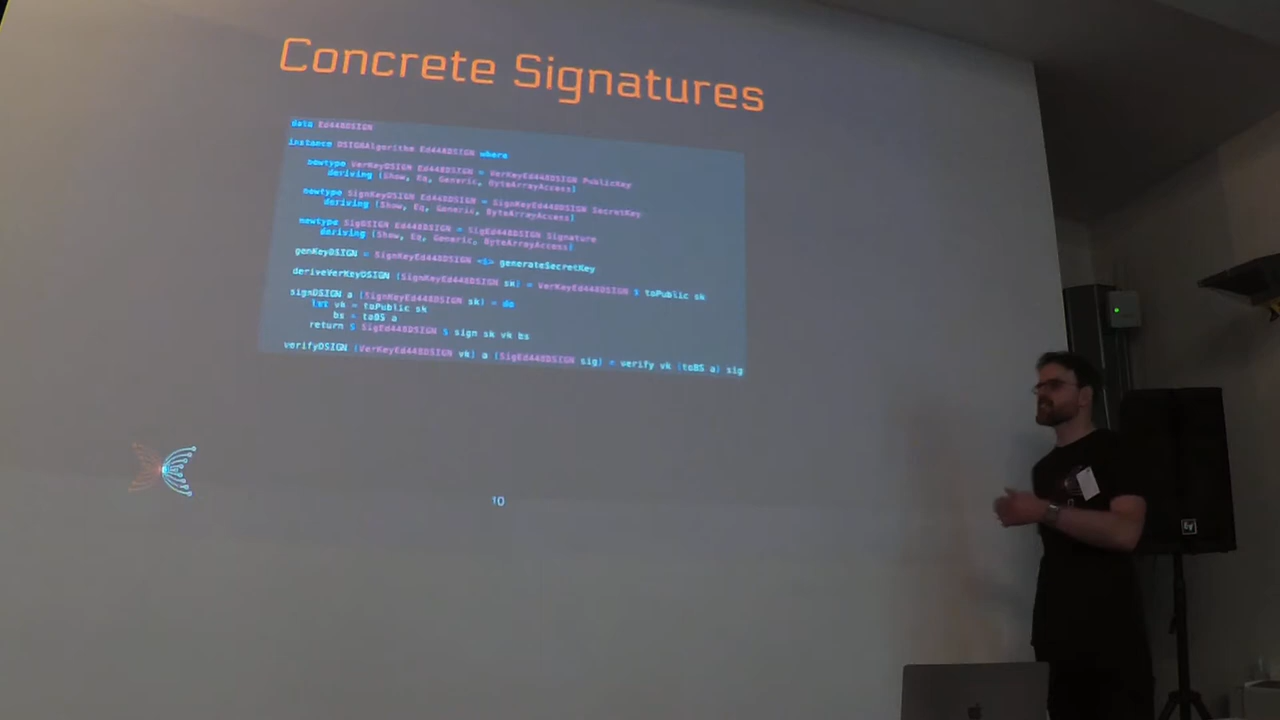 Concrete Signatures
data Ed448DSIGN
instance DSIGNAlgorithm Ed448DSIGN where
newtype VerKeyDSIGN Ed448DSIGN = VerKeyEd448DSIGN PublicKey
deriving (Show, Eq, Generic, ByteArrayAccess)
newtype SignKeyDSIGN Ed448DSIGN = SignKeyEd448DSIGN SecretKey
deriving (Show, Eq, Generic, ByteArrayAccess)
newtype SigDSIGN Ed448DSIGN = SigEd448DSIGN Signature
deriving (Show, Eq, Generic, ByteArrayAccess)
genKeyDSIGN = SignKeyEd448DSIGN <$> generateSecretKey
deriveVerKeyDSIGN (SignKeyEd448DSIGN sk) = VerKeyEd448DSIGN $ toPublic sk
signDSIGN a (SignKeyEd448DSIGN sk) = do
let vk = toPublic sk
bs = toBS a
return $ SigEd448DSIGN $ sign sk vk bs
verifyDSIGN (VerKeyEd448DSIGN vk) a (SigEd448DSIGN sig) = verify vk (toBS a) sig
10
EV